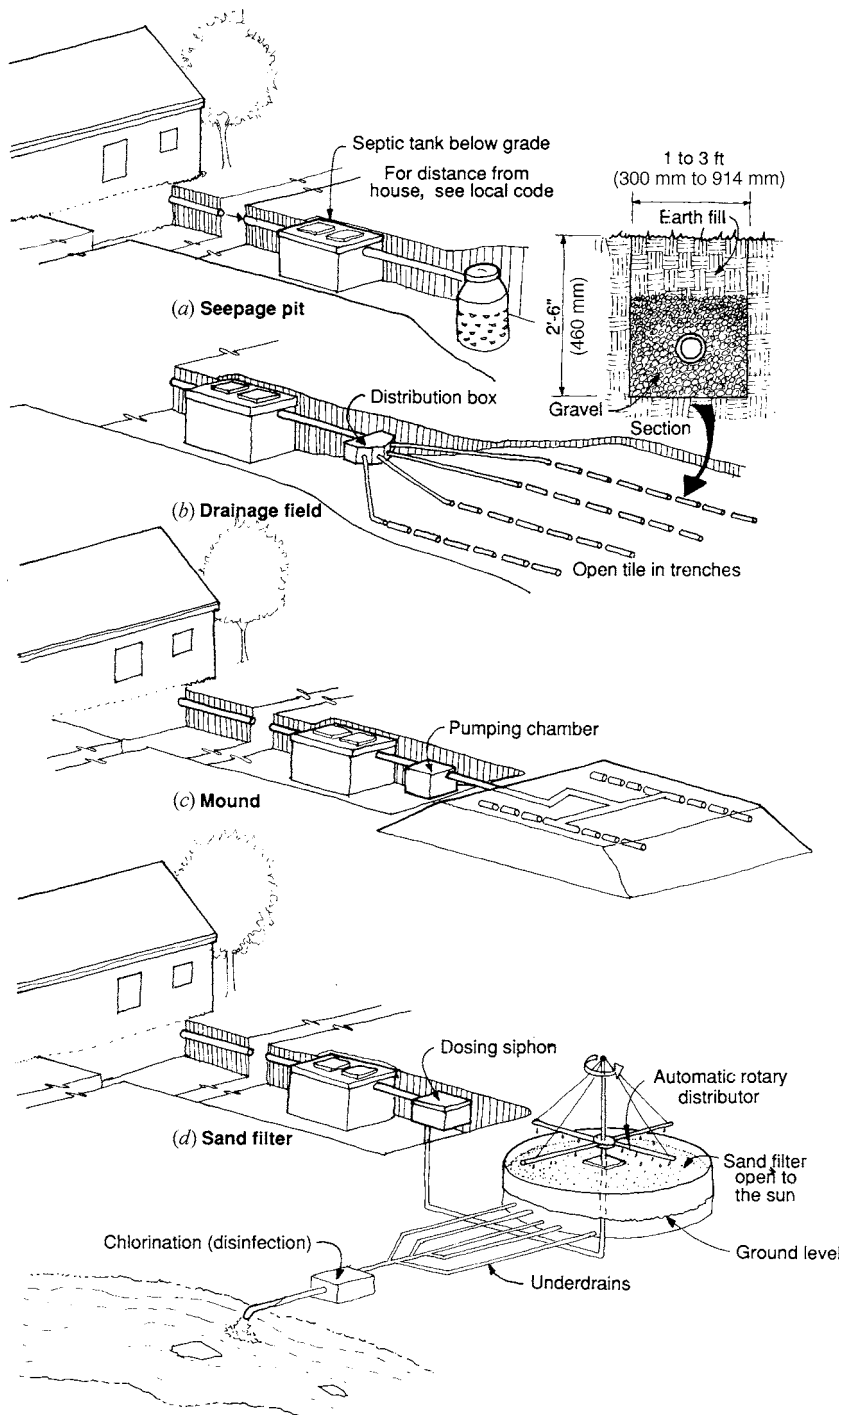 Septic tank below grade
For distance from
house, see local code
1 to 3 ft
(300 mm to 914 mm)
Earth fill
2'-6"
(460 mm)
(a) Seepage pit
Distribution box
Gravel
Section
(b) Drainage field
Open tile in trenches
Pumping chamber
(c) Mound
Dosing siphon
Automatic rotary
distributor
(d) Sand filter
Sand filter
open to
the sun
Chlorination (disinfection)
Ground level
Underdrains